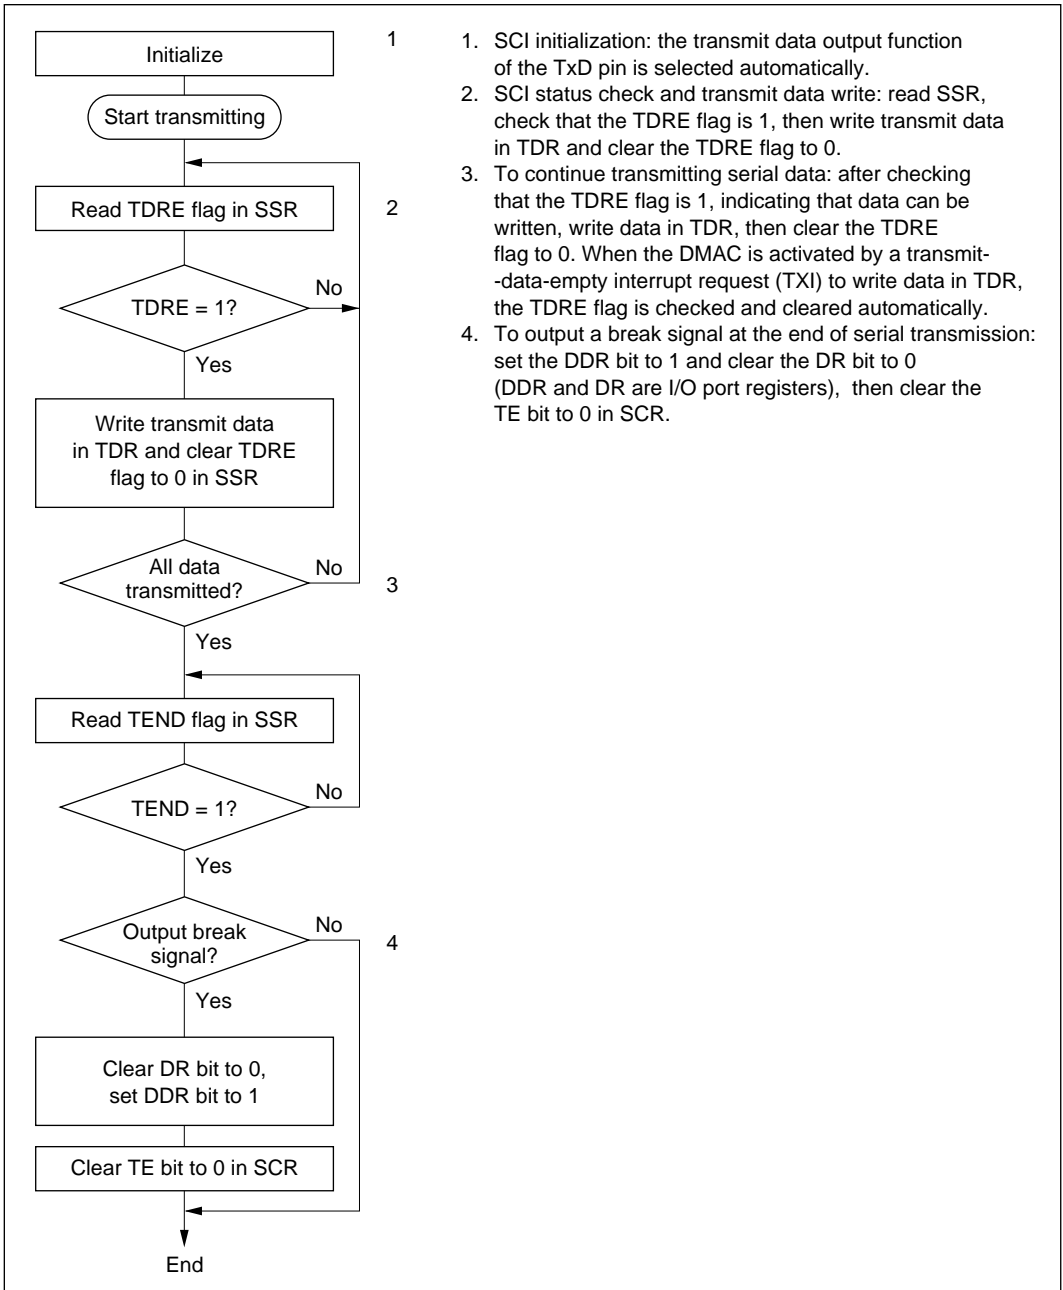 Initialize
1
Start transmitting
Read TDRE flag in SSR
2
TDRE = 1?
No
Yes
Write transmit data
in TDR and clear TDRE
flag to 0 in SSR
All data
transmitted?
No
3
Yes
Read TEND flag in SSR
TEND = 1?
No
Yes
Output break
signal?
No
4
Yes
Clear DR bit to 0,
set DDR bit to 1
Clear TE bit to 0 in SCR
End
1. SCI initialization: the transmit data output function
of the TxD pin is selected automatically.
2. SCI status check and transmit data write: read SSR,
check that the TDRE flag is 1, then write transmit data
in TDR and clear the TDRE flag to 0.
3. To continue transmitting serial data: after checking
that the TDRE flag is 1, indicating that data can be
written, write data in TDR, then clear the TDRE
flag to 0. When the DMAC is activated by a transmit-
-data-empty interrupt request (TXI) to write data in TDR,
the TDRE flag is checked and cleared automatically.
4. To output a break signal at the end of serial transmission:
set the DDR bit to 1 and clear the DR bit to 0
(DDR and DR are I/O port registers), then clear the
TE bit to 0 in SCR.